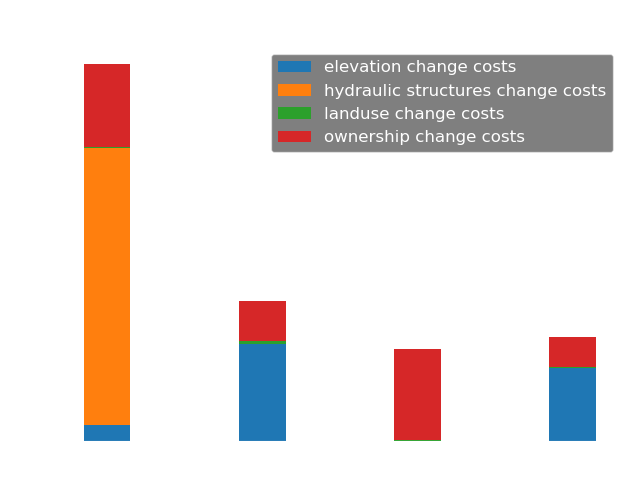 elevation change costs
hydraulic structures change costs
landuse change costs
ownership change costs